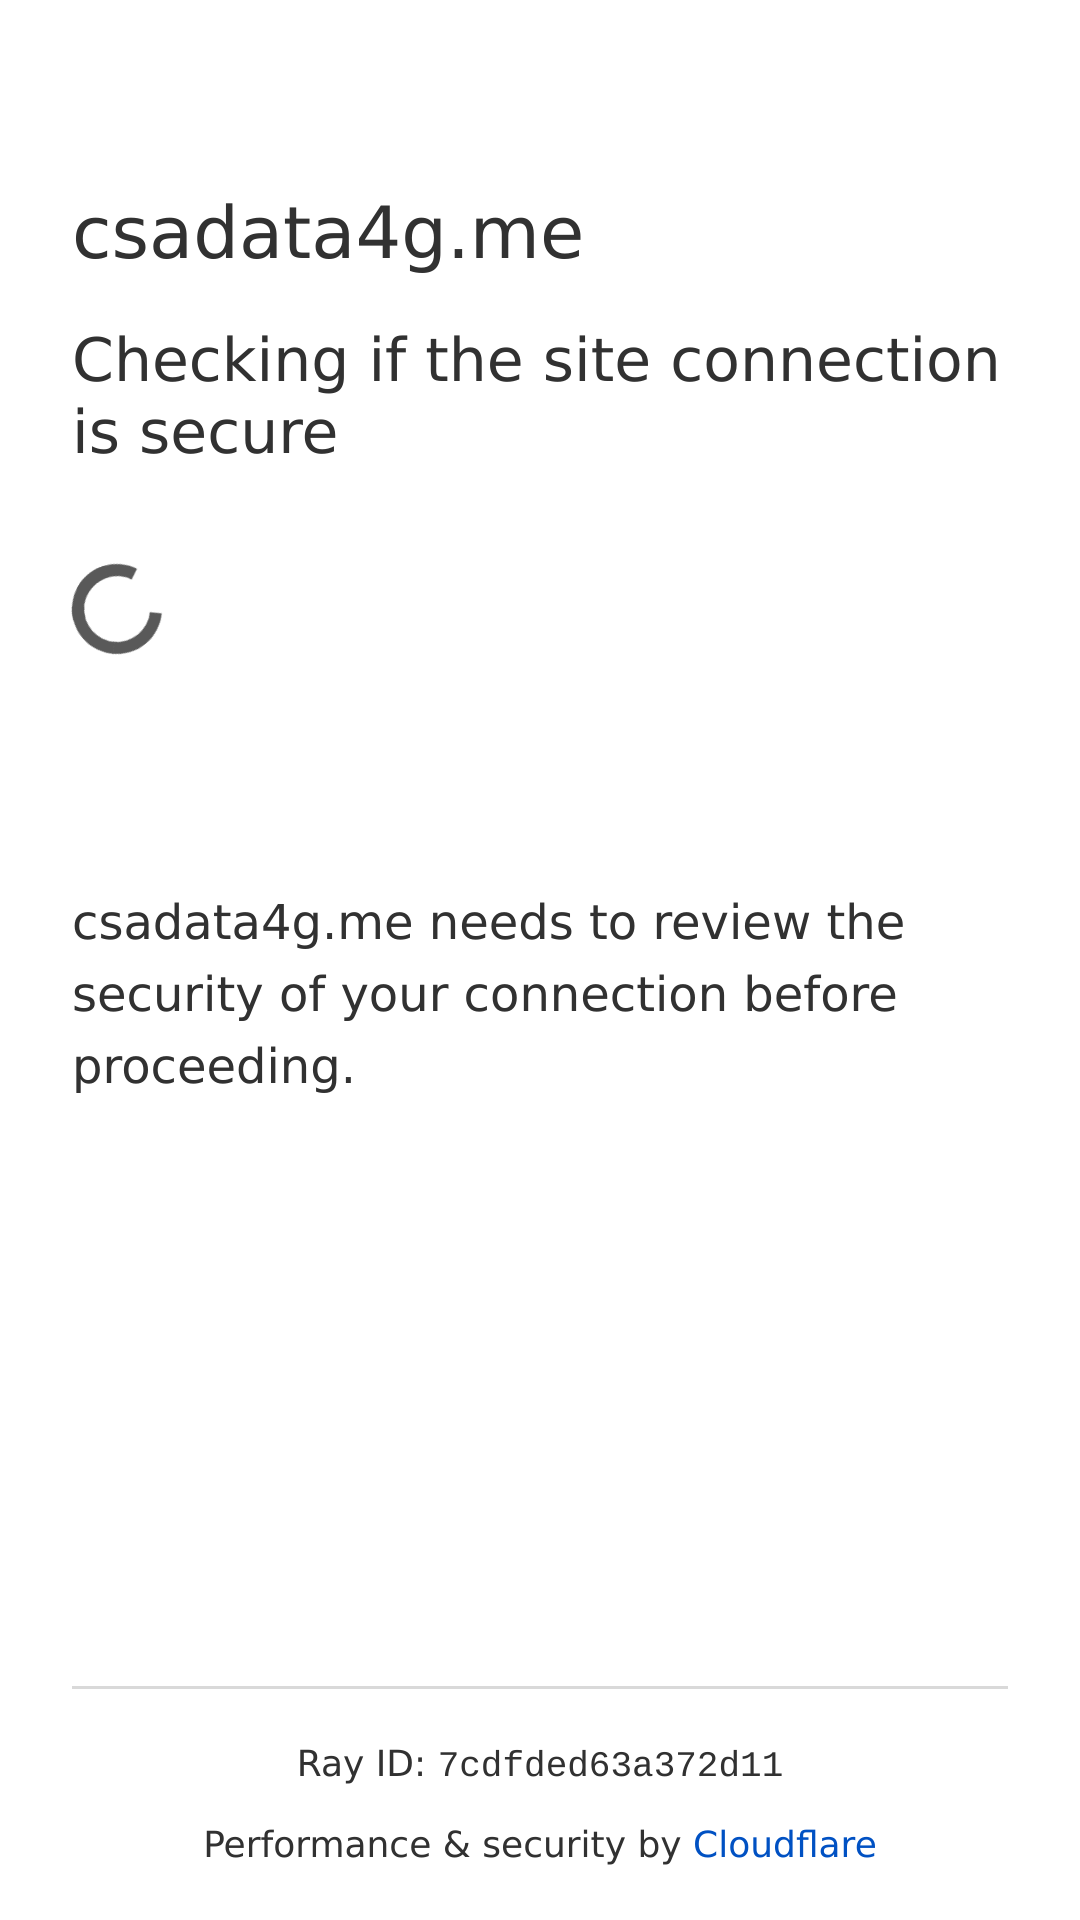 csadata4g.me
Checking if the site connection
is secure
csadata4g.me needs to review the
security of your connection before
proceeding.
Ray ID: 7cdfded63a372d11
Performance & security by Cloudflare